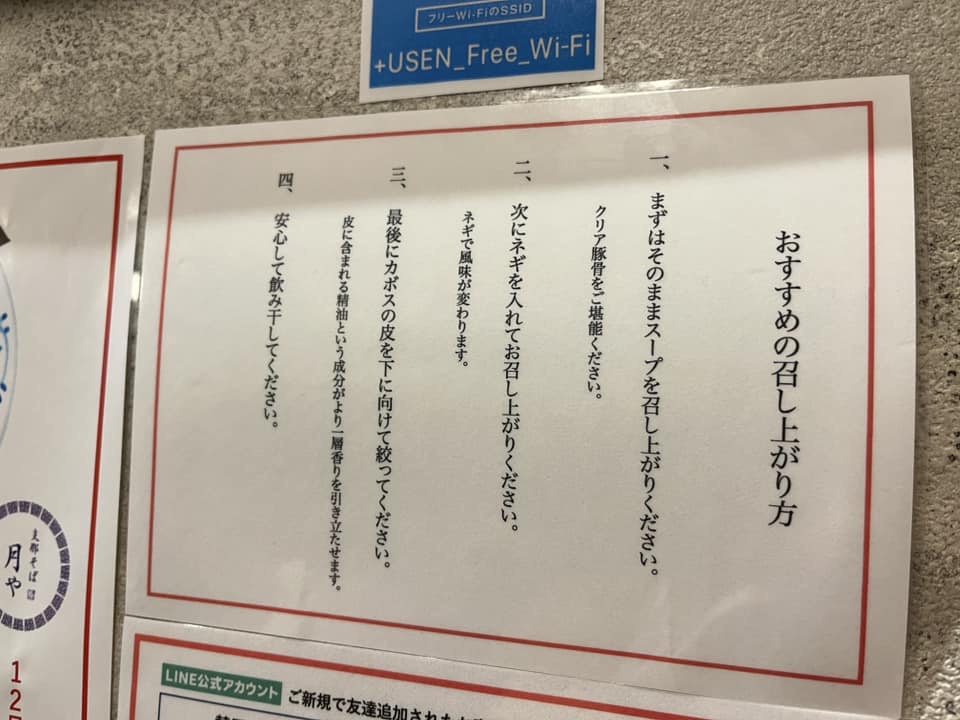 フリーWi-FiのSSID
+USEN_Free_Wi-Fi
おすすめの召し上がり方
一、 まずはそのままスープを召し上がりください。
クリア豚骨をご堪能ください。
二、 次にネギを入れてお召し上がりください。
ネギで風味が変わります。
三、 最後にカボスの皮を下に向けて絞ってください。
皮に含まれる精油という成分がより一層香りを引き立たせます。
四、 安心して飲み干してください。
支那そば
月や
12
LINE公式アカウント
ご新規で友達追加された